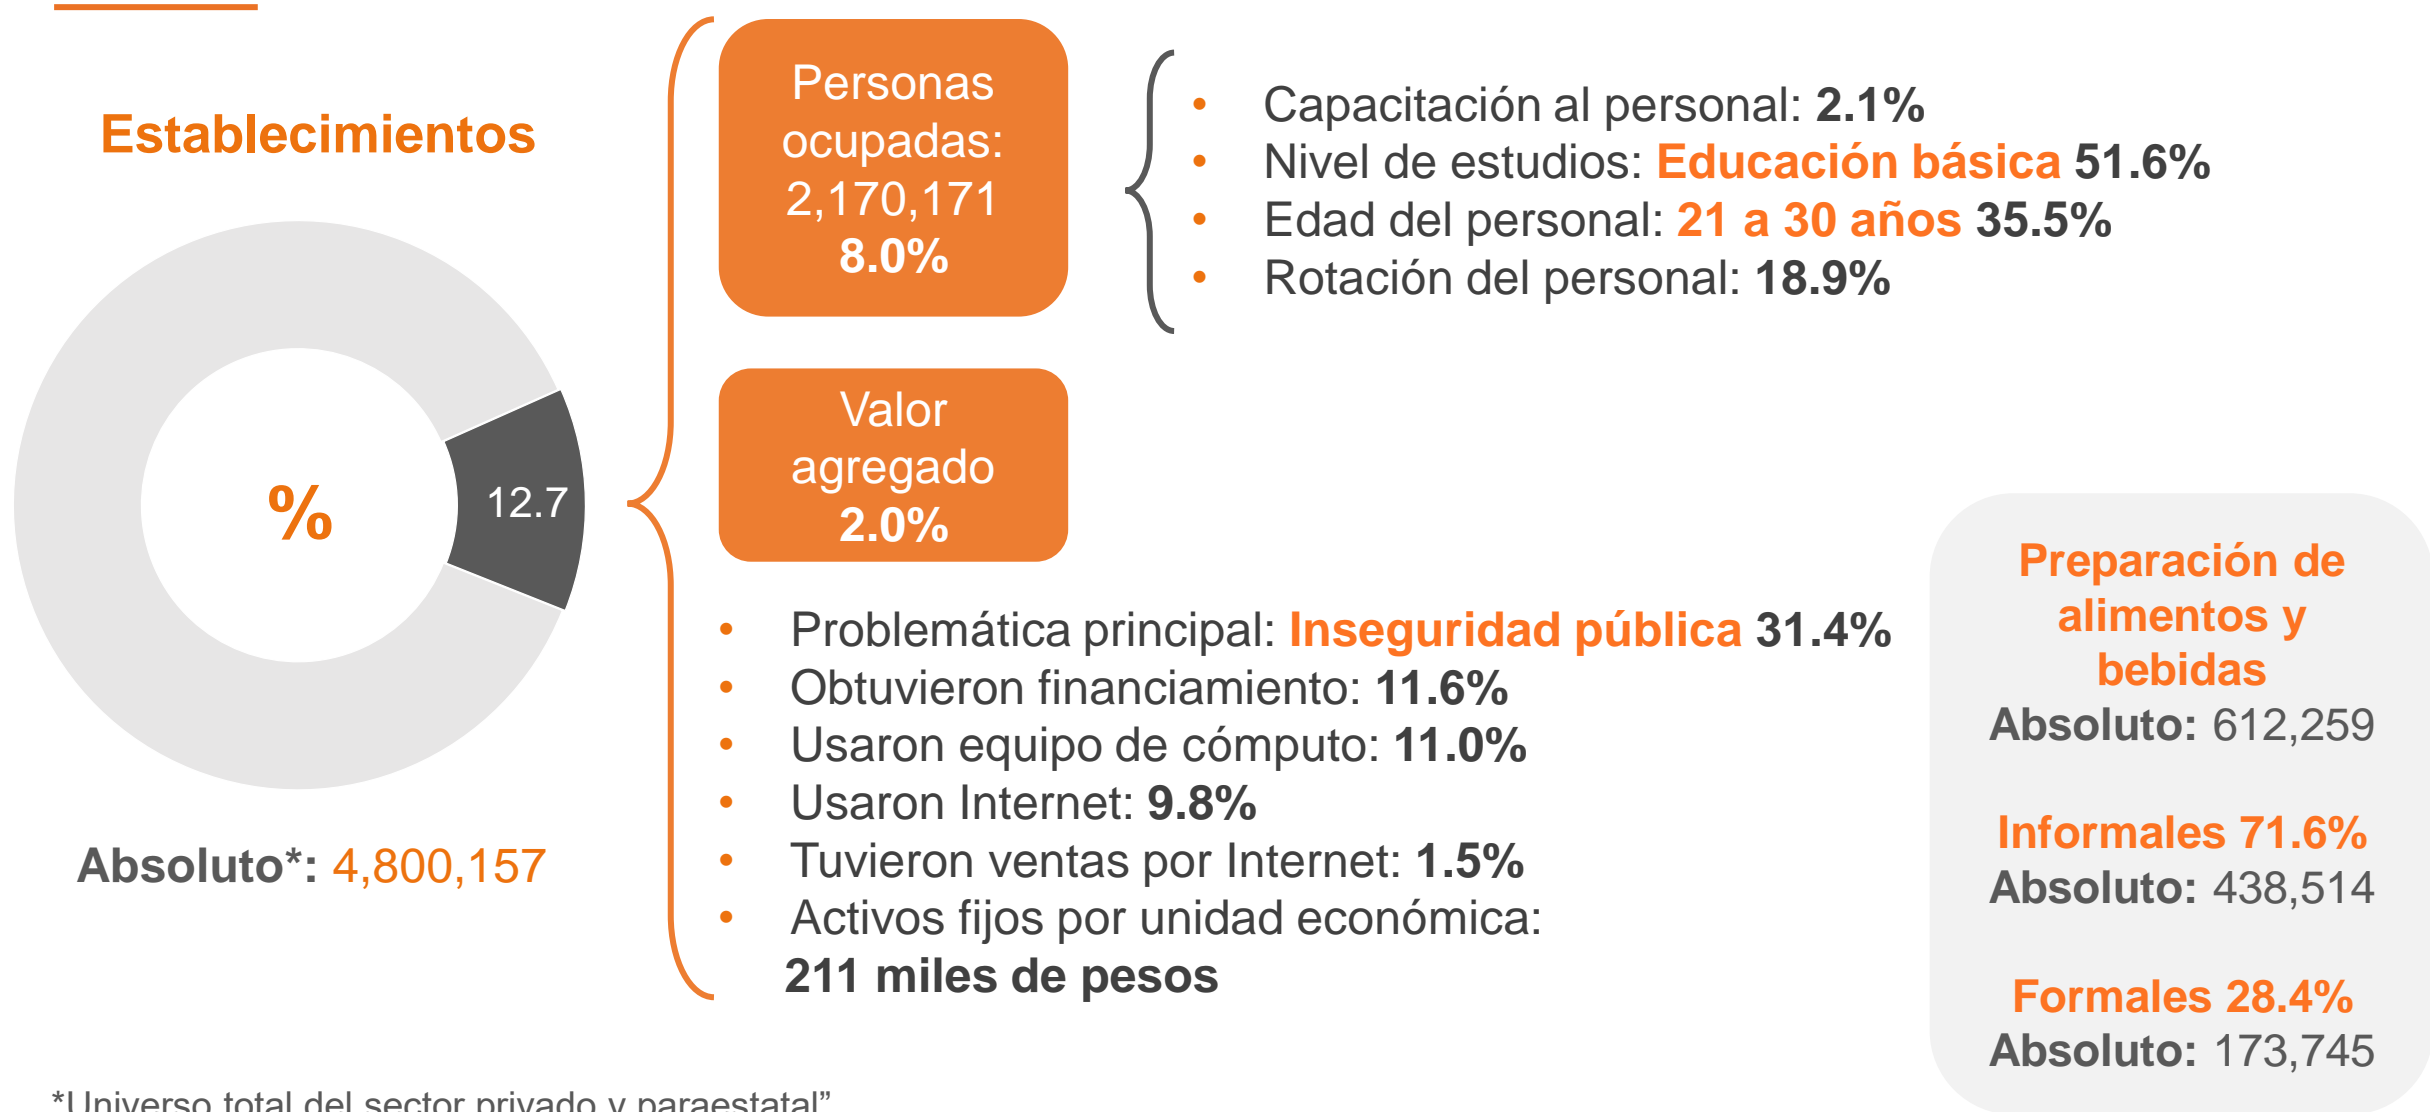 Establecimientos
%
12.7
Absoluto*: 4,800,157
Personas
ocupadas:
2,170,171
8.0%
• Capacitación al personal: 2.1%
• Nivel de estudios: Educación básica 51.6%
• Edad del personal: 21 a 30 años 35.5%
• Rotación del personal: 18.9%
Valor
agregado
2.0%
• Problemática principal: Inseguridad pública 31.4%
• Obtuvieron financiamiento: 11.6%
• Usaron equipo de cómputo: 11.0%
• Usaron Internet: 9.8%
• Tuvieron ventas por Internet: 1.5%
• Activos fijos por unidad económica:
211 miles de pesos
Preparación de
alimentos y
bebidas
Absoluto: 612,259
Informales 71.6%
Absoluto: 438,514
Formales 28.4%
Absoluto: 173,745
*Universo total del sector privado y paraestatal”